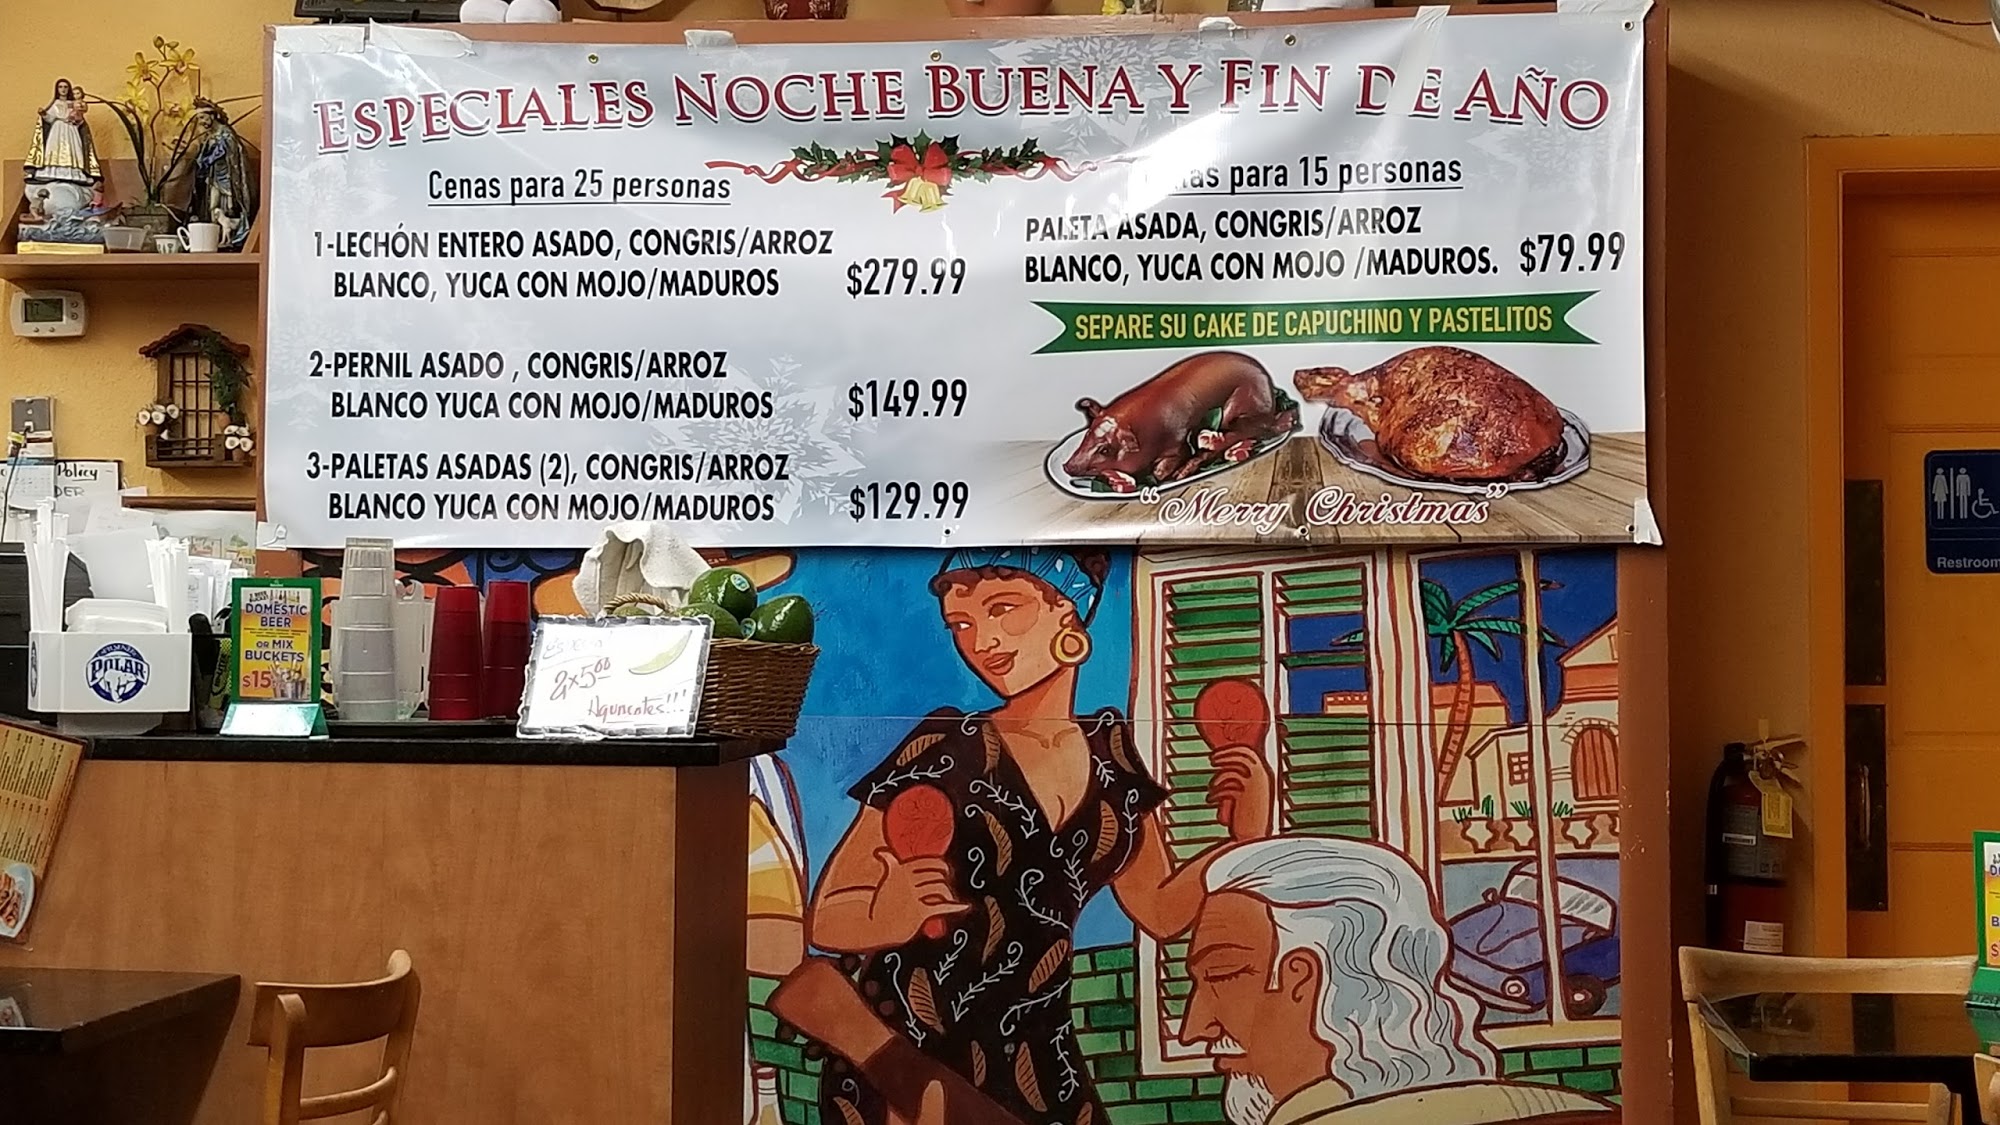 ESPECIALES NOCHE BUENA Y FIN DE AÑO
Cenas para 25 personas
1-LECHÓN ENTERO ASADO, CONGRIS/ARROZ
BLANCO, YUCA CON MOJO/MADUROS
$279.99
2-PERNIL ASADO , CONGRIS/ARROZ
BLANCO YUCA CON MOJO/MADUROS
$149.99
3-PALETAS ASADAS (2), CONGRIS/ARROZ
BLANCO YUCA CON MOJO/MADUROS
$129.99
para 15 personas
PALETA ASADA, CONGRIS/ARROZ
BLANCO, YUCA CON MOJO /MADUROS.
$79.99
SEPARE SU CAKE DE CAPUCHINO Y PASTELITOS
"Merry Christmas"
Policy
POLAR
DOMESTIC
BEER
OR MIX
BUCKETS
$15
2x5.00
Aguacates!!!
Restroom